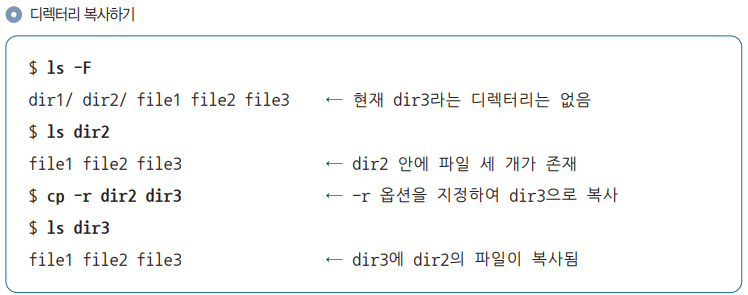 디렉터리 복사하기
$ ls -F
dir1/ dir2/ file1 file2 file3 ← 현재 dir3라는 디렉터리는 없음
$ ls dir2
file1 file2 file3 ← dir2 안에 파일 세 개가 존재
$ cp -r dir2 dir3 ← -r 옵션을 지정하여 dir3으로 복사
$ ls dir3
file1 file2 file3 ← dir3에 dir2의 파일이 복사됨